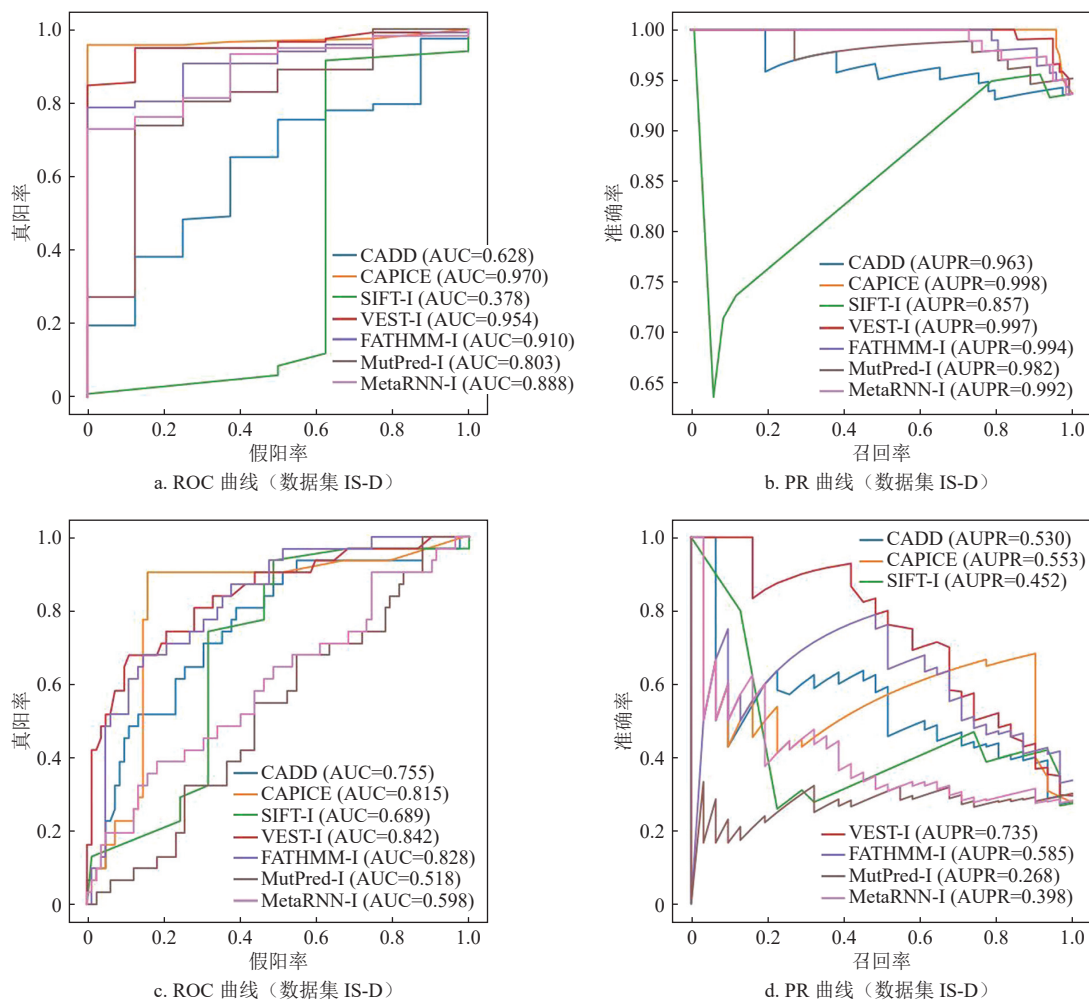 1.0
0.8
0.6
0.4
0.2
0
真阳率
CADD (AUC=0.628)
CAPICE (AUC=0.970)
SIFT-I (AUC=0.378)
VEST-I (AUC=0.954)
FATHMM-I (AUC=0.910)
MutPred-I (AUC=0.803)
MetaRNN-I (AUC=0.888)
0 0.2 0.4 0.6 0.8 1.0
假阳率
a. ROC 曲线（数据集 IS-D）
1.00
0.95
0.90
0.85
0.80
0.75
0.70
0.65
准确率
CADD (AUPR=0.963)
CAPICE (AUPR=0.998)
SIFT-I (AUPR=0.857)
VEST-I (AUPR=0.997)
FATHMM-I (AUPR=0.994)
MutPred-I (AUPR=0.982)
MetaRNN-I (AUPR=0.992)
0 0.2 0.4 0.6 0.8 1.0
召回率
b. PR 曲线（数据集 IS-D）
1.0
0.8
0.6
0.4
0.2
0
真阳率
CADD (AUC=0.755)
CAPICE (AUC=0.815)
SIFT-I (AUC=0.689)
VEST-I (AUC=0.842)
FATHMM-I (AUC=0.828)
MutPred-I (AUC=0.518)
MetaRNN-I (AUC=0.598)
0 0.2 0.4 0.6 0.8 1.0
假阳率
c. ROC 曲线（数据集 IS-D）
1.0
0.8
0.6
0.4
0.2
0
准确率
CADD (AUPR=0.530)
CAPICE (AUPR=0.553)
SIFT-I (AUPR=0.452)
VEST-I (AUPR=0.735)
FATHMM-I (AUPR=0.585)
MutPred-I (AUPR=0.268)
MetaRNN-I (AUPR=0.398)
0 0.2 0.4 0.6 0.8 1.0
召回率
d. PR 曲线（数据集 IS-D）